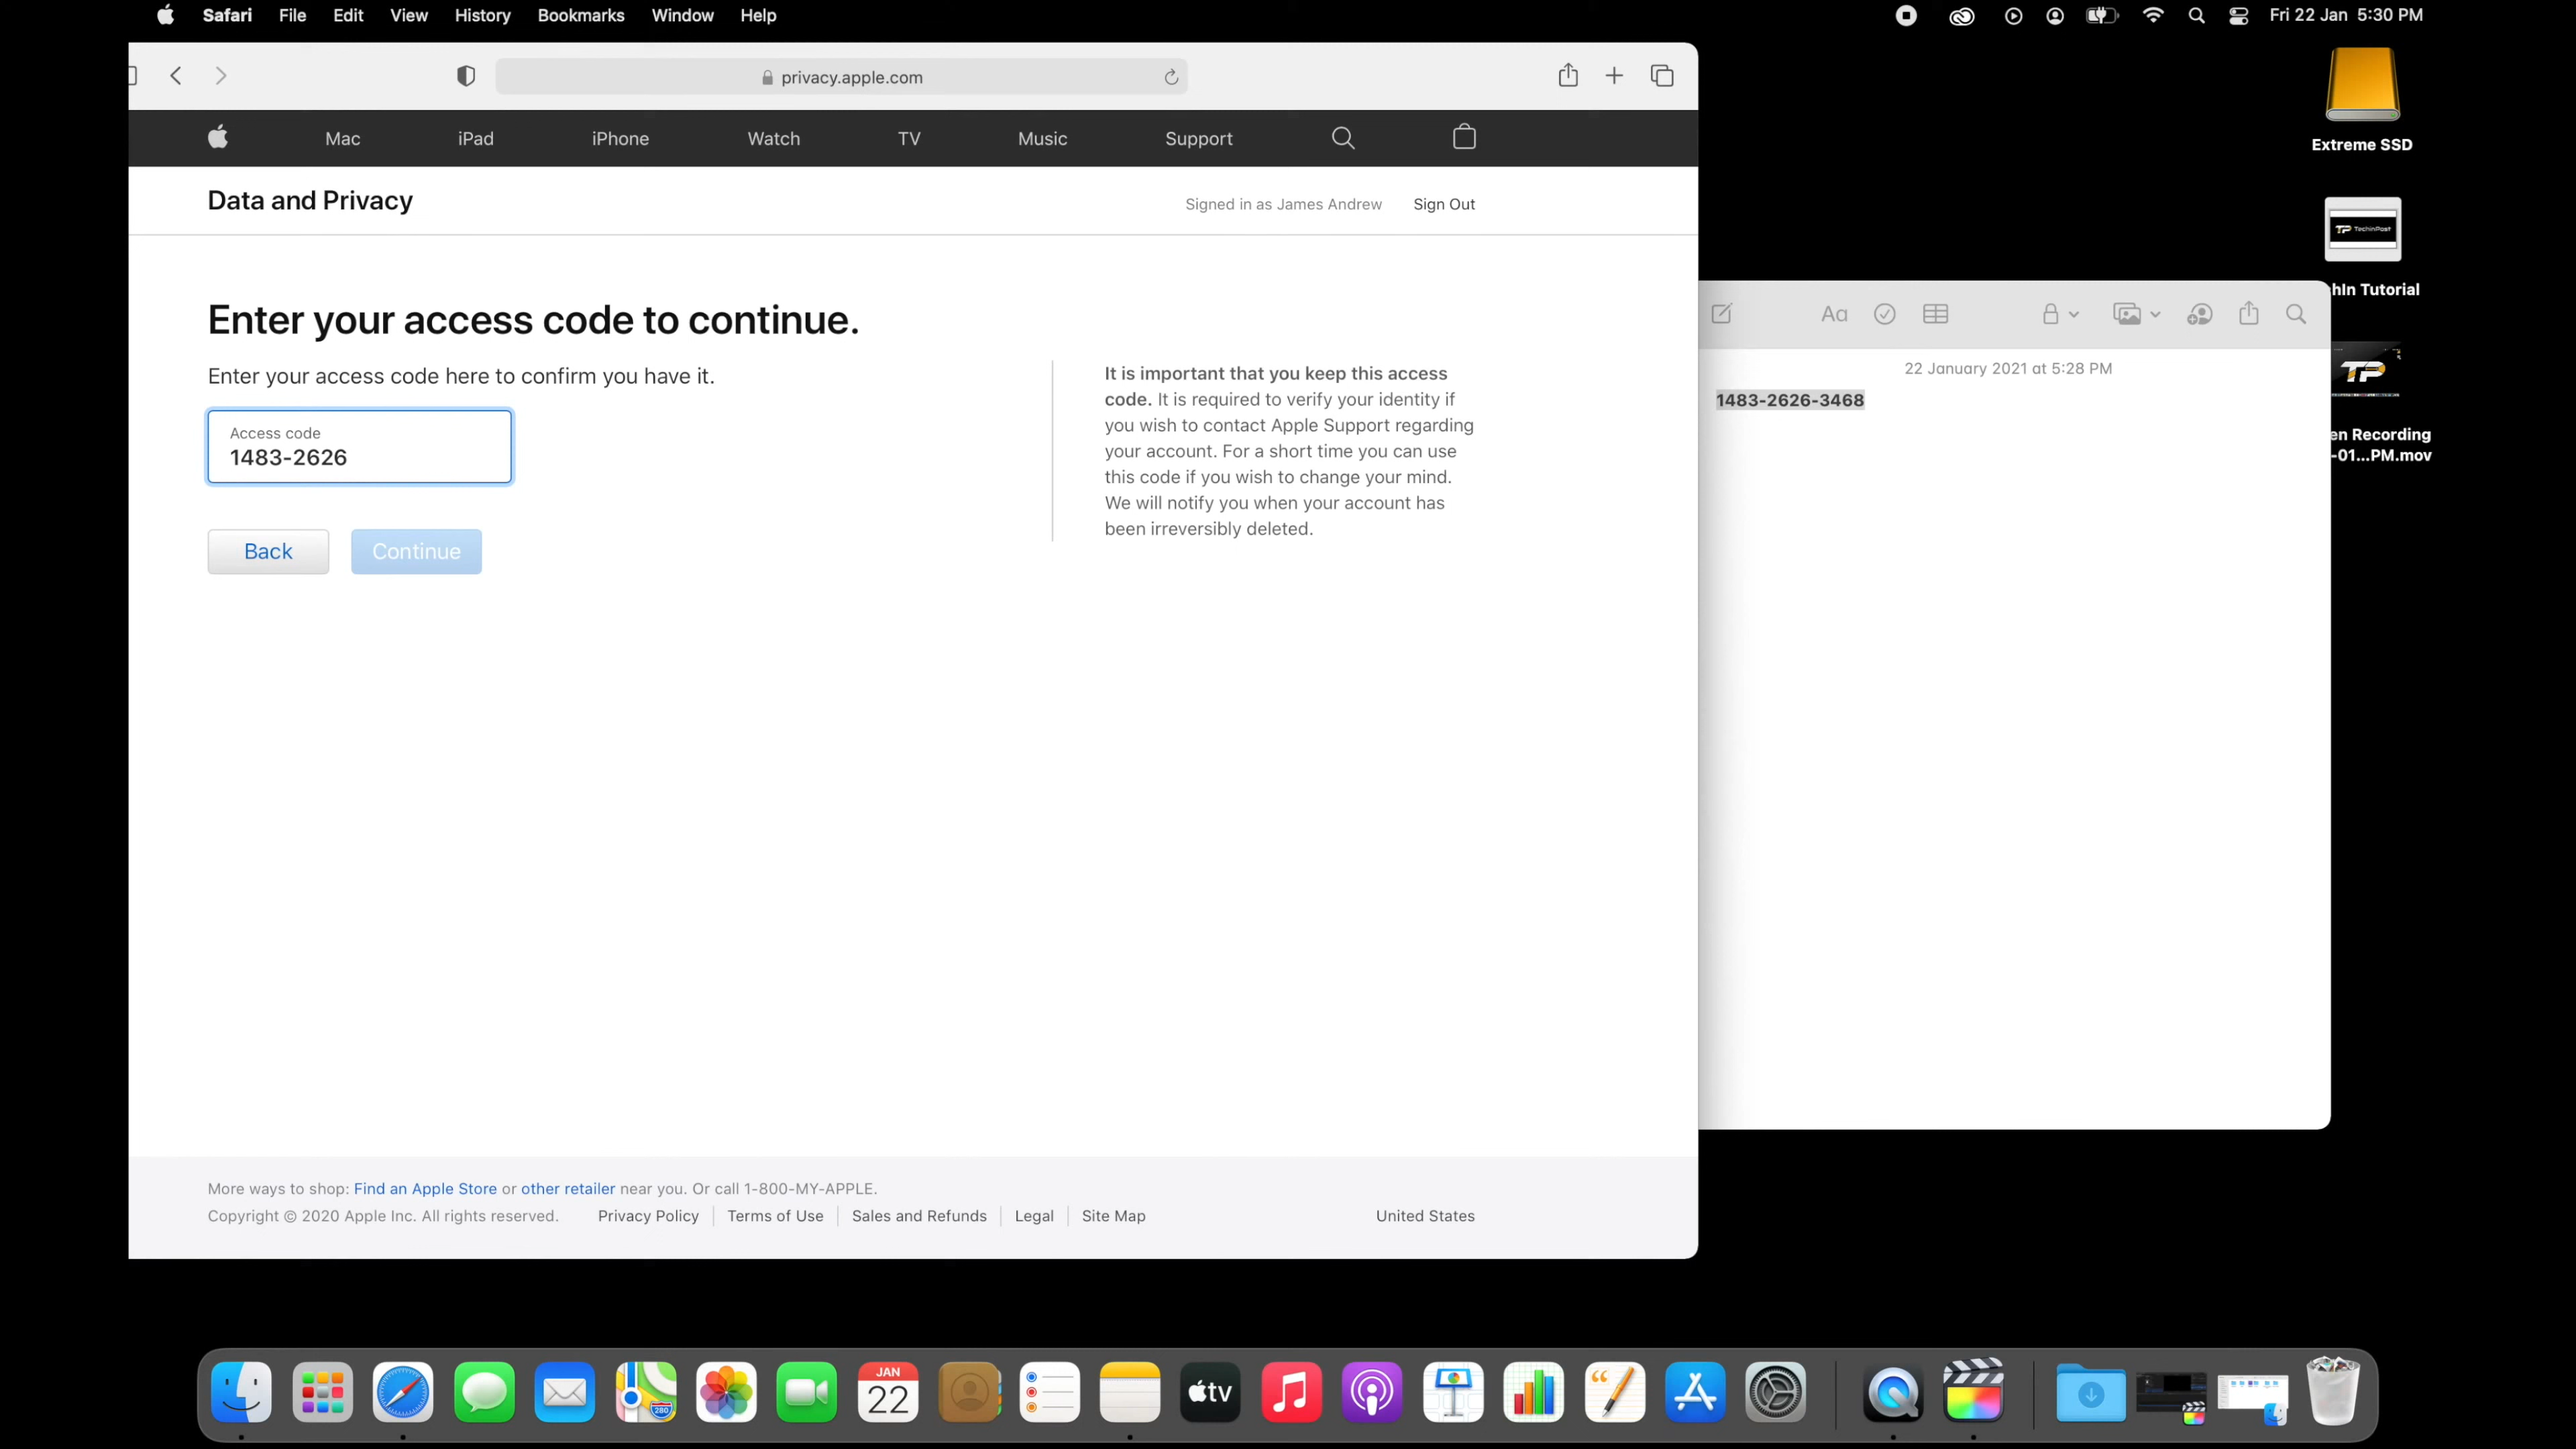 Safari File Edit View History Bookmarks Window Help
Fri 22 Jan 5:30 PM
privacy.apple.com
Mac iPad iPhone Watch TV Music Support
Data and Privacy
Signed in as James Andrew Sign Out
Enter your access code to continue.
Enter your access code here to confirm you have it.
Access code
1483-2626
Back Continue
It is important that you keep this access
code. It is required to verify your identity if
you wish to contact Apple Support regarding
your account. For a short time you can use
this code if you wish to change your mind.
We will notify you when your account has
been irreversibly deleted.
Aa
22 January 2021 at 5:28 PM
1483-2626-3468
Extreme SSD
TP TechinPost
hIn Tutorial
TP
en Recording
-01...PM.mov
More ways to shop: Find an Apple Store or other retailer near you. Or call 1-800-MY-APPLE.
Copyright © 2020 Apple Inc. All rights reserved. Privacy Policy Terms of Use Sales and Refunds Legal Site Map United States
280
JAN
22
tv